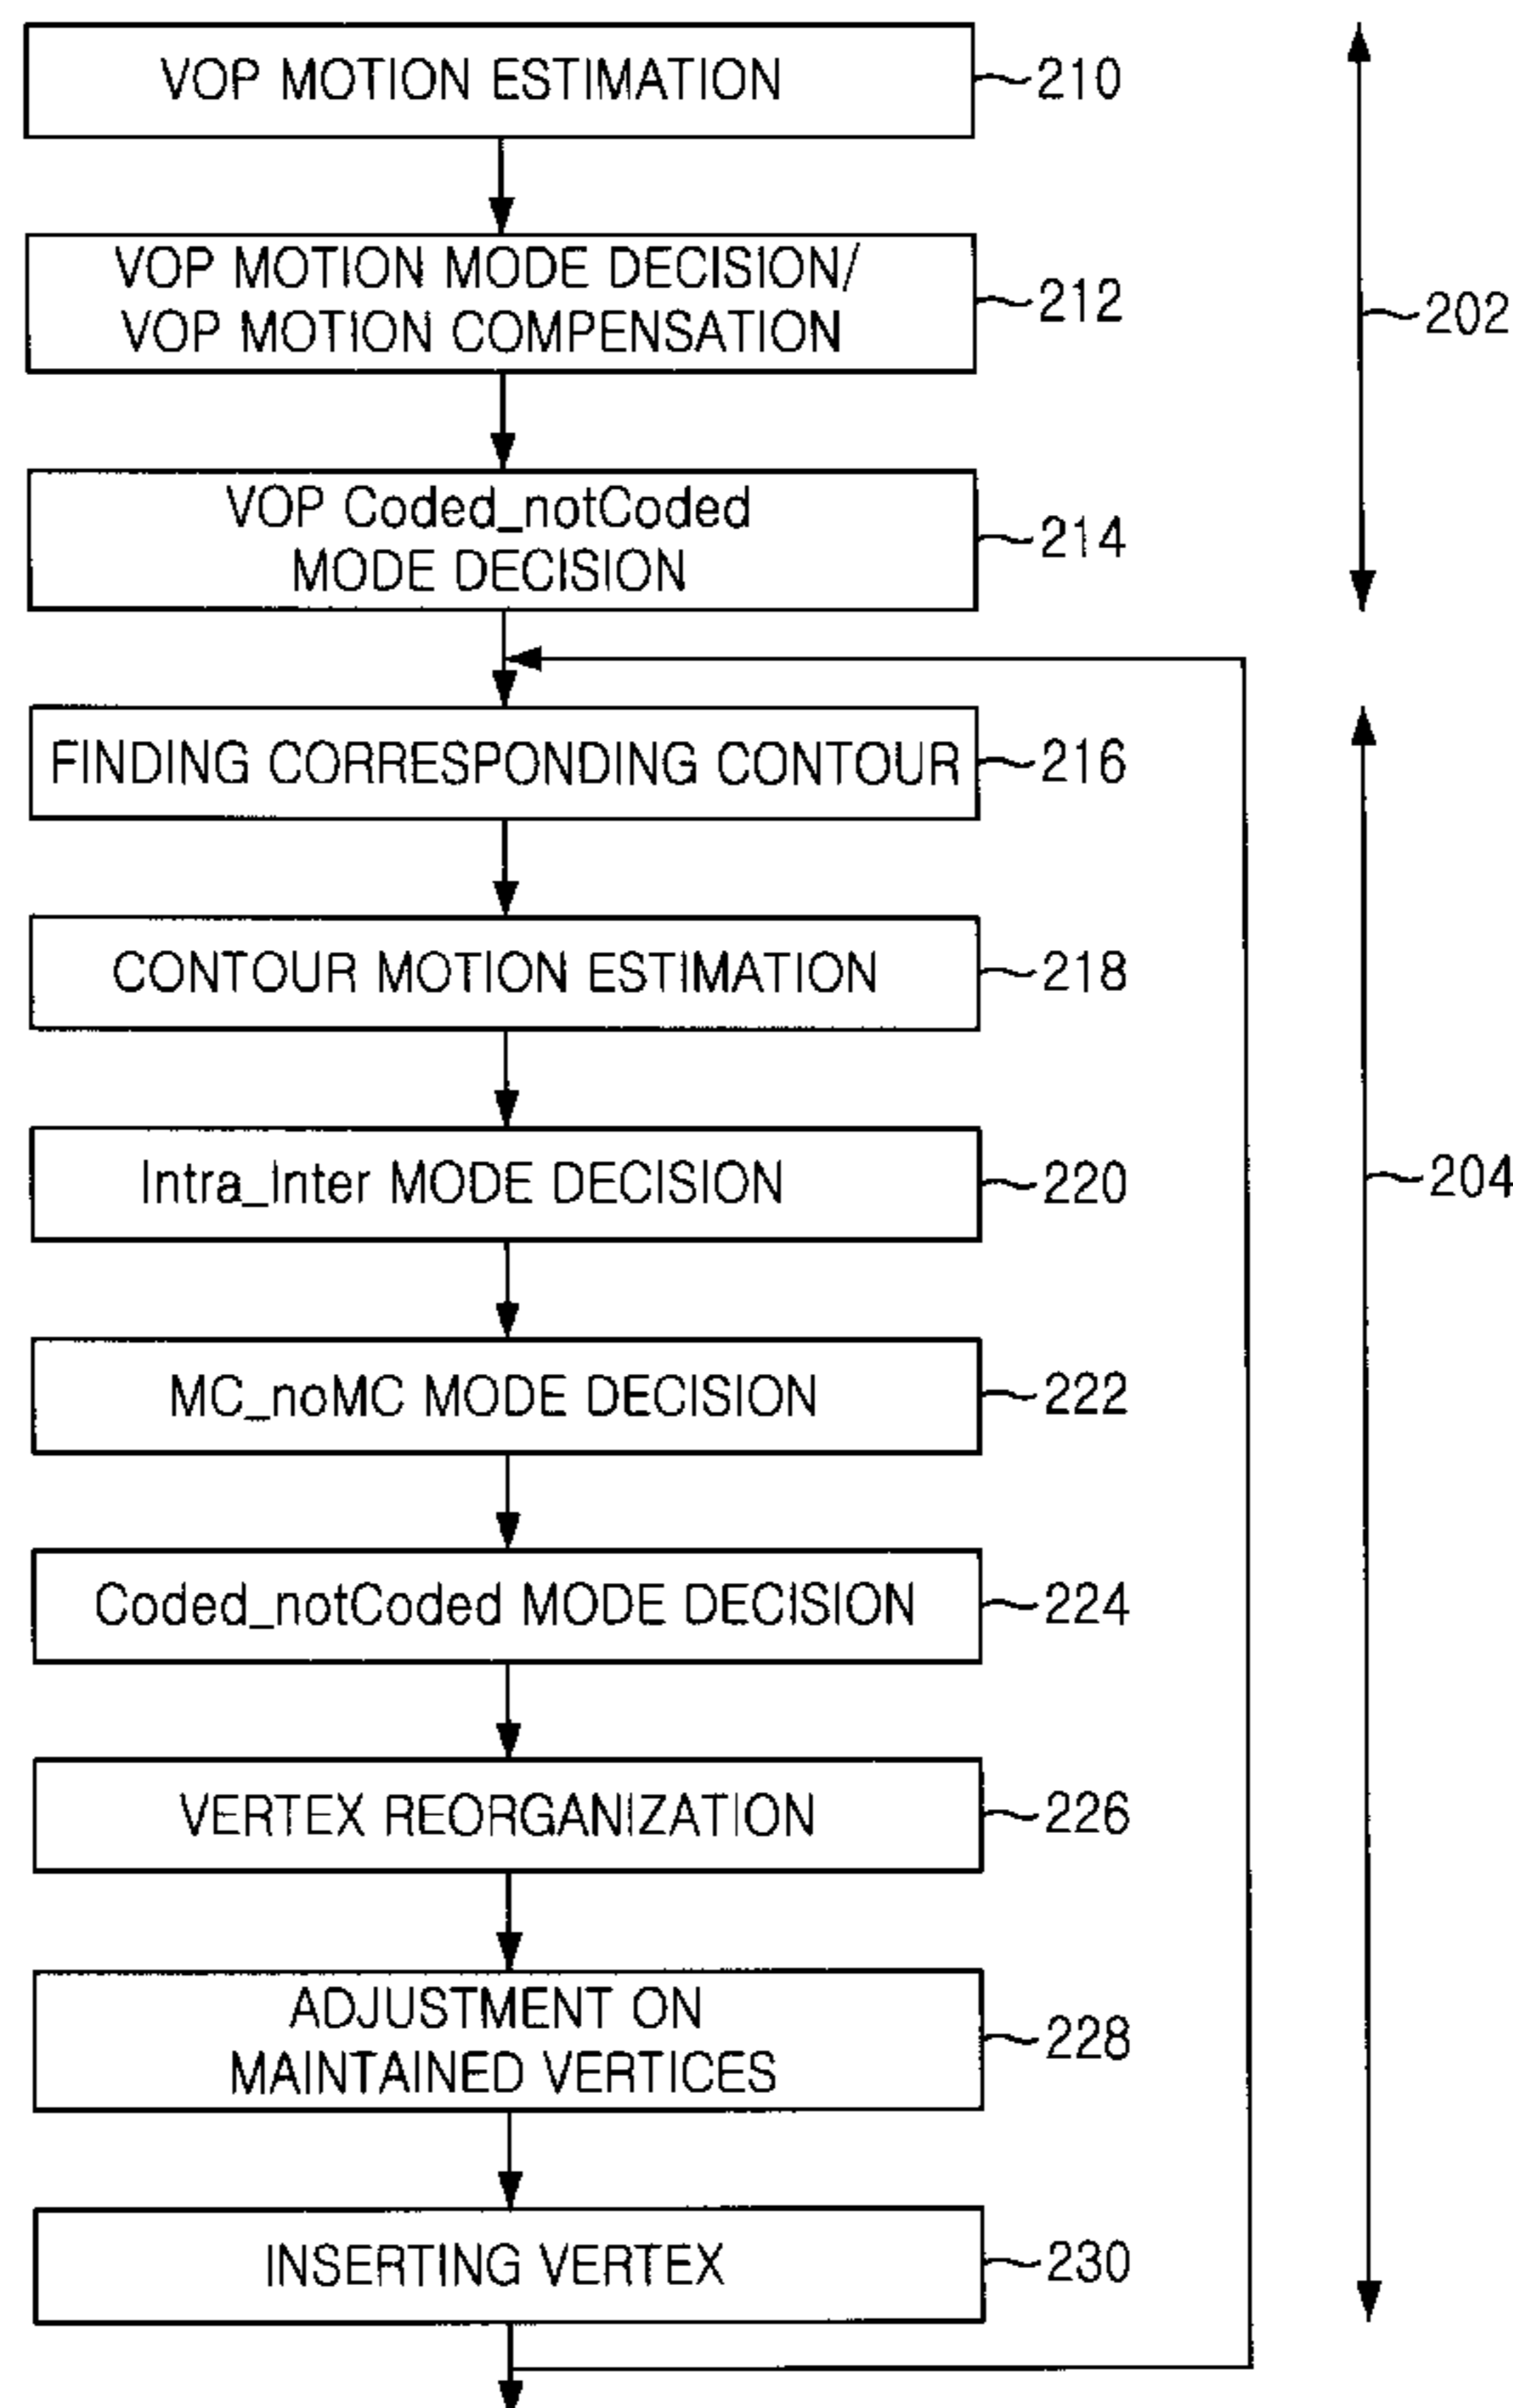 VOP MOTION ESTIMATION
210
VOP MOTION MODE DECISION/
VOP MOTION COMPENSATION
212
202
VOP Coded_notCoded
MODE DECISION
214
FINDING CORRESPONDING CONTOUR
216
CONTOUR MOTION ESTIMATION
218
Intra_Inter MODE DECISION
220
204
MC_noMC MODE DECISION
222
Coded_notCoded MODE DECISION
224
VERTEX REORGANIZATION
226
ADJUSTMENT ON
MAINTAINED VERTICES
228
INSERTING VERTEX
230